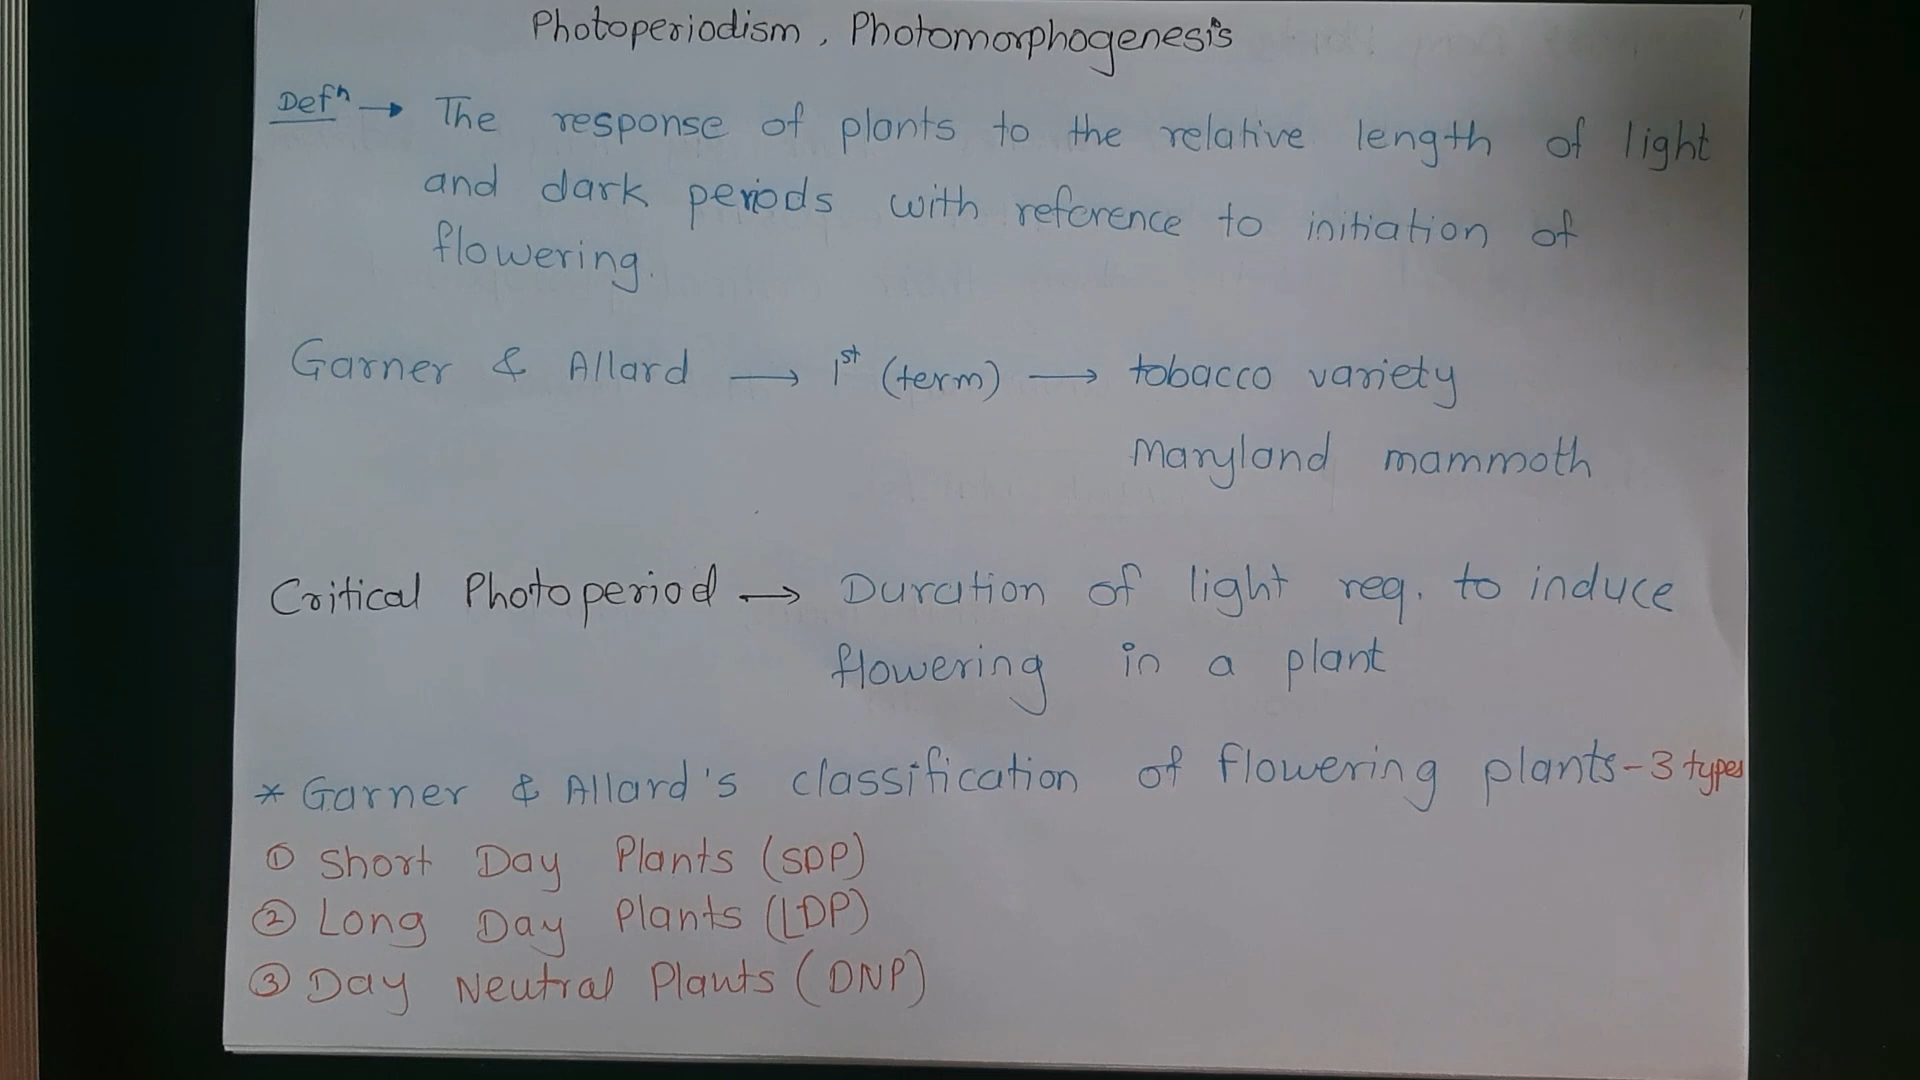 Photoperiodism, Photomorphogenesis
Defⁿ → The response of plants to the relative length of light
and dark periods with reference to initiation of
flowering.
Garner & Allard → 1st (term) → tobacco variety
Maryland mammoth
Critical Photoperiod → Duration of light req. to induce
flowering in a plant
* Garner & Allard's classification of flowering plants - 3 types
① Short Day Plants (SDP)
② Long Day Plants (LDP)
③ Day Neutral Plants (DNP)